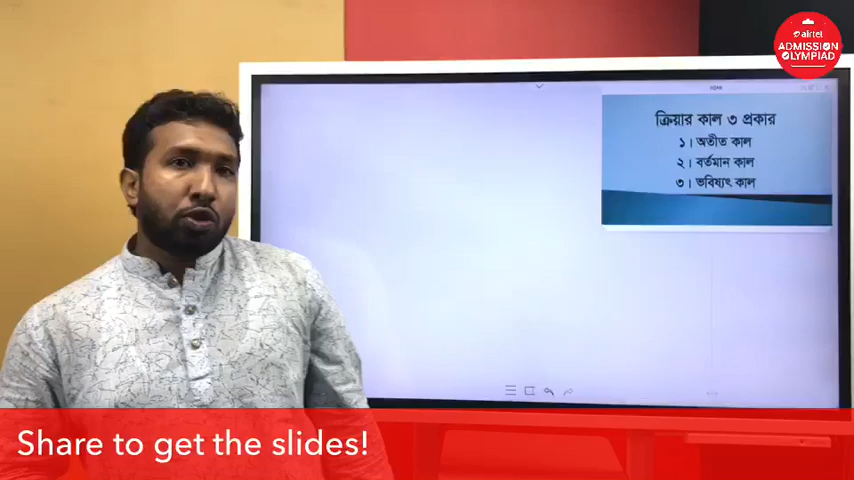 airtel
ADMISSION
OLYMPIAD
ক্রিয়ার কাল ৩ প্রকার
১। অতীত কাল
২। বর্তমান কাল
৩। ভবিষ্যৎ কাল
Share to get the slides!